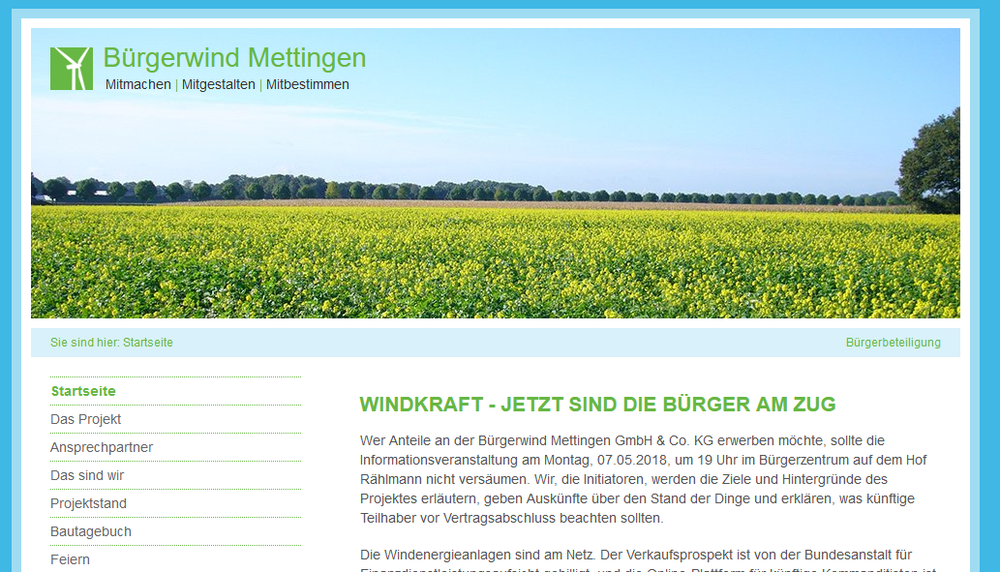 Bürgerwind Mettingen
Mitmachen | Mitgestalten | Mitbestimmen
Sie sind hier: Startseite
Bürgerbeteiligung
Startseite
Das Projekt
Ansprechpartner
Das sind wir
Projektstand
Bautagebuch
Feiern
WINDKRAFT - JETZT SIND DIE BÜRGER AM ZUG
Wer Anteile an der Bürgerwind Mettingen GmbH & Co. KG erwerben möchte, sollte die
Informationsveranstaltung am Montag, 07.05.2018, um 19 Uhr im Bürgerzentrum auf dem Hof
Rählmann nicht versäumen. Wir, die Initiatoren, werden die Ziele und Hintergründe des
Projektes erläutern, geben Auskünfte über den Stand der Dinge und erklären, was künftige
Teilhaber vor Vertragsabschluss beachten sollten.
Die Windenergieanlagen sind am Netz. Der Verkaufsprospekt ist von der Bundesanstalt für
Finanzdienstleistungsaufsicht gebilligt, und die Online-Plattform für künftige Kommanditisten ist